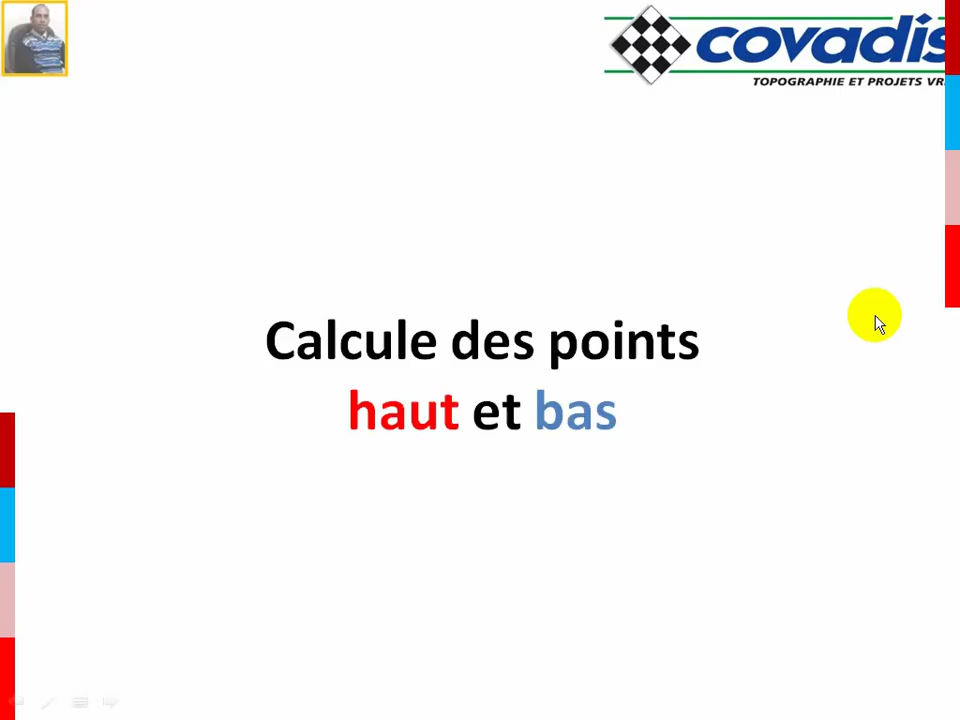 covadis
TOPOGRAPHIE ET PROJETS VR
Calcule des points
haut et bas